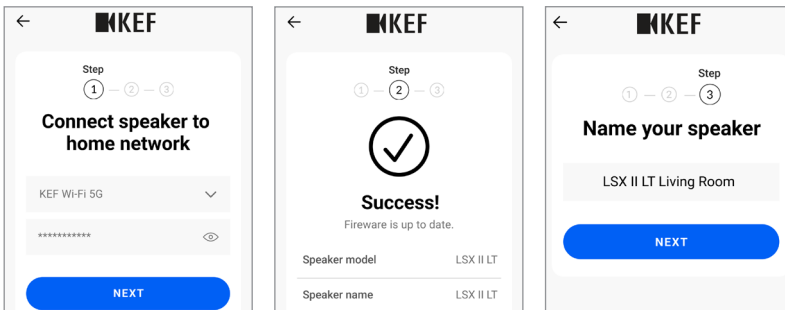 KEF
Step
1 2 3
Connect speaker to
home network
KEF Wi-Fi 5G
***********
NEXT
KEF
Step
1 2 3
Success!
Fireware is up to date.
Speaker model LSX II LT
Speaker name LSX II LT
KEF
Step
1 2 3
Name your speaker
LSX II LT Living Room
NEXT